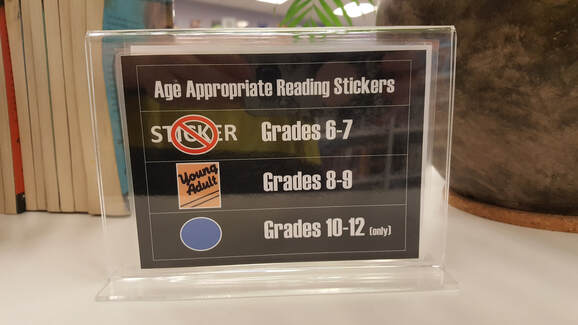 Age Appropriate Reading Stickers
STICKER Grades 6-7
Young Adult Grades 8-9
Grades 10-12 (only)